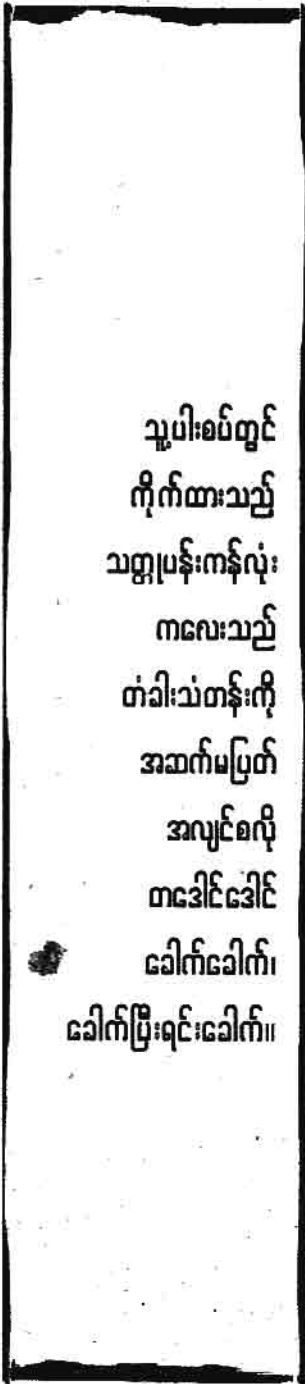 သူ့ပါးစပ်တွင်
ကိုက်ထားသည့်
သတ္တုပန်းကန်လုံး
ကလေးသည်
တံခါးသံတန်းကို
အဆက်မပြတ်
အလျင်စလို
တဒေါင်ဒေါင်
ခေါက်ခေါက်၊
ခေါက်ပြီးရင်းခေါက်။